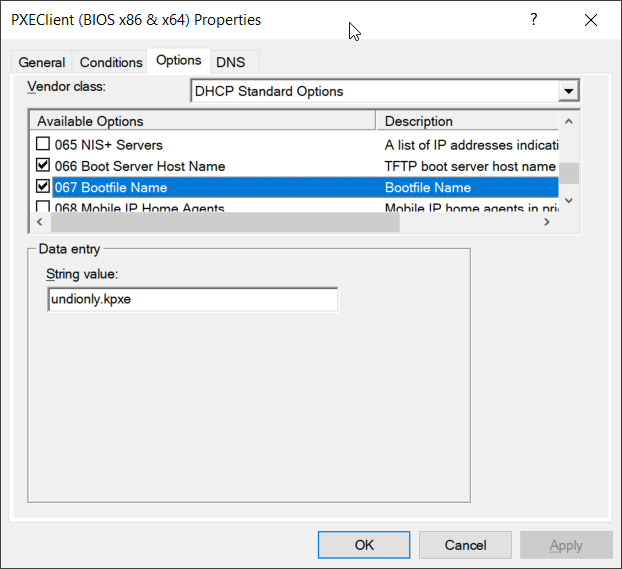 PXEClient (BIOS x86 & x64) Properties ?
General Conditions Options DNS
Vendor class: DHCP Standard Options
Available Options Description
065 NIS+ Servers A list of IP addresses indicati
066 Boot Server Host Name TFTP boot server host name
067 Bootfile Name Bootfile Name
068 Mobile IP Home Agents Mobile IP home agents in pri
Data entry
String value:
undionly.kpxe
OK Cancel Apply